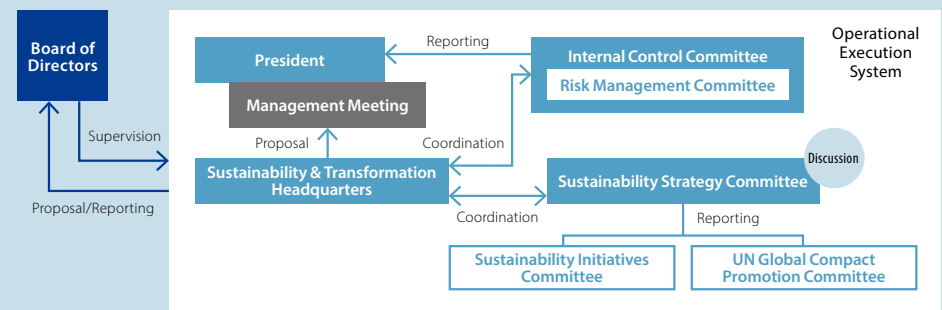 Board of
Directors
Supervision
Proposal/Reporting
Operational
Execution
System
President
Management Meeting
Reporting
Internal Control Committee
Risk Management Committee
Proposal
Coordination
Sustainability & Transformation
Headquarters
Coordination
Sustainability Strategy Committee
Discussion
Reporting
Sustainability Initiatives
Committee
UN Global Compact
Promotion Committee